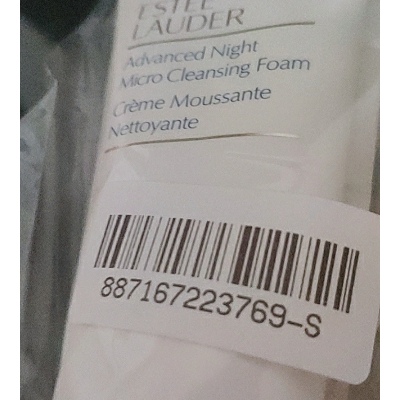 ESTEE
LAUDER
Advanced Night
Micro Cleansing Foam
Crème Moussante
Nettoyante
887167223769-S